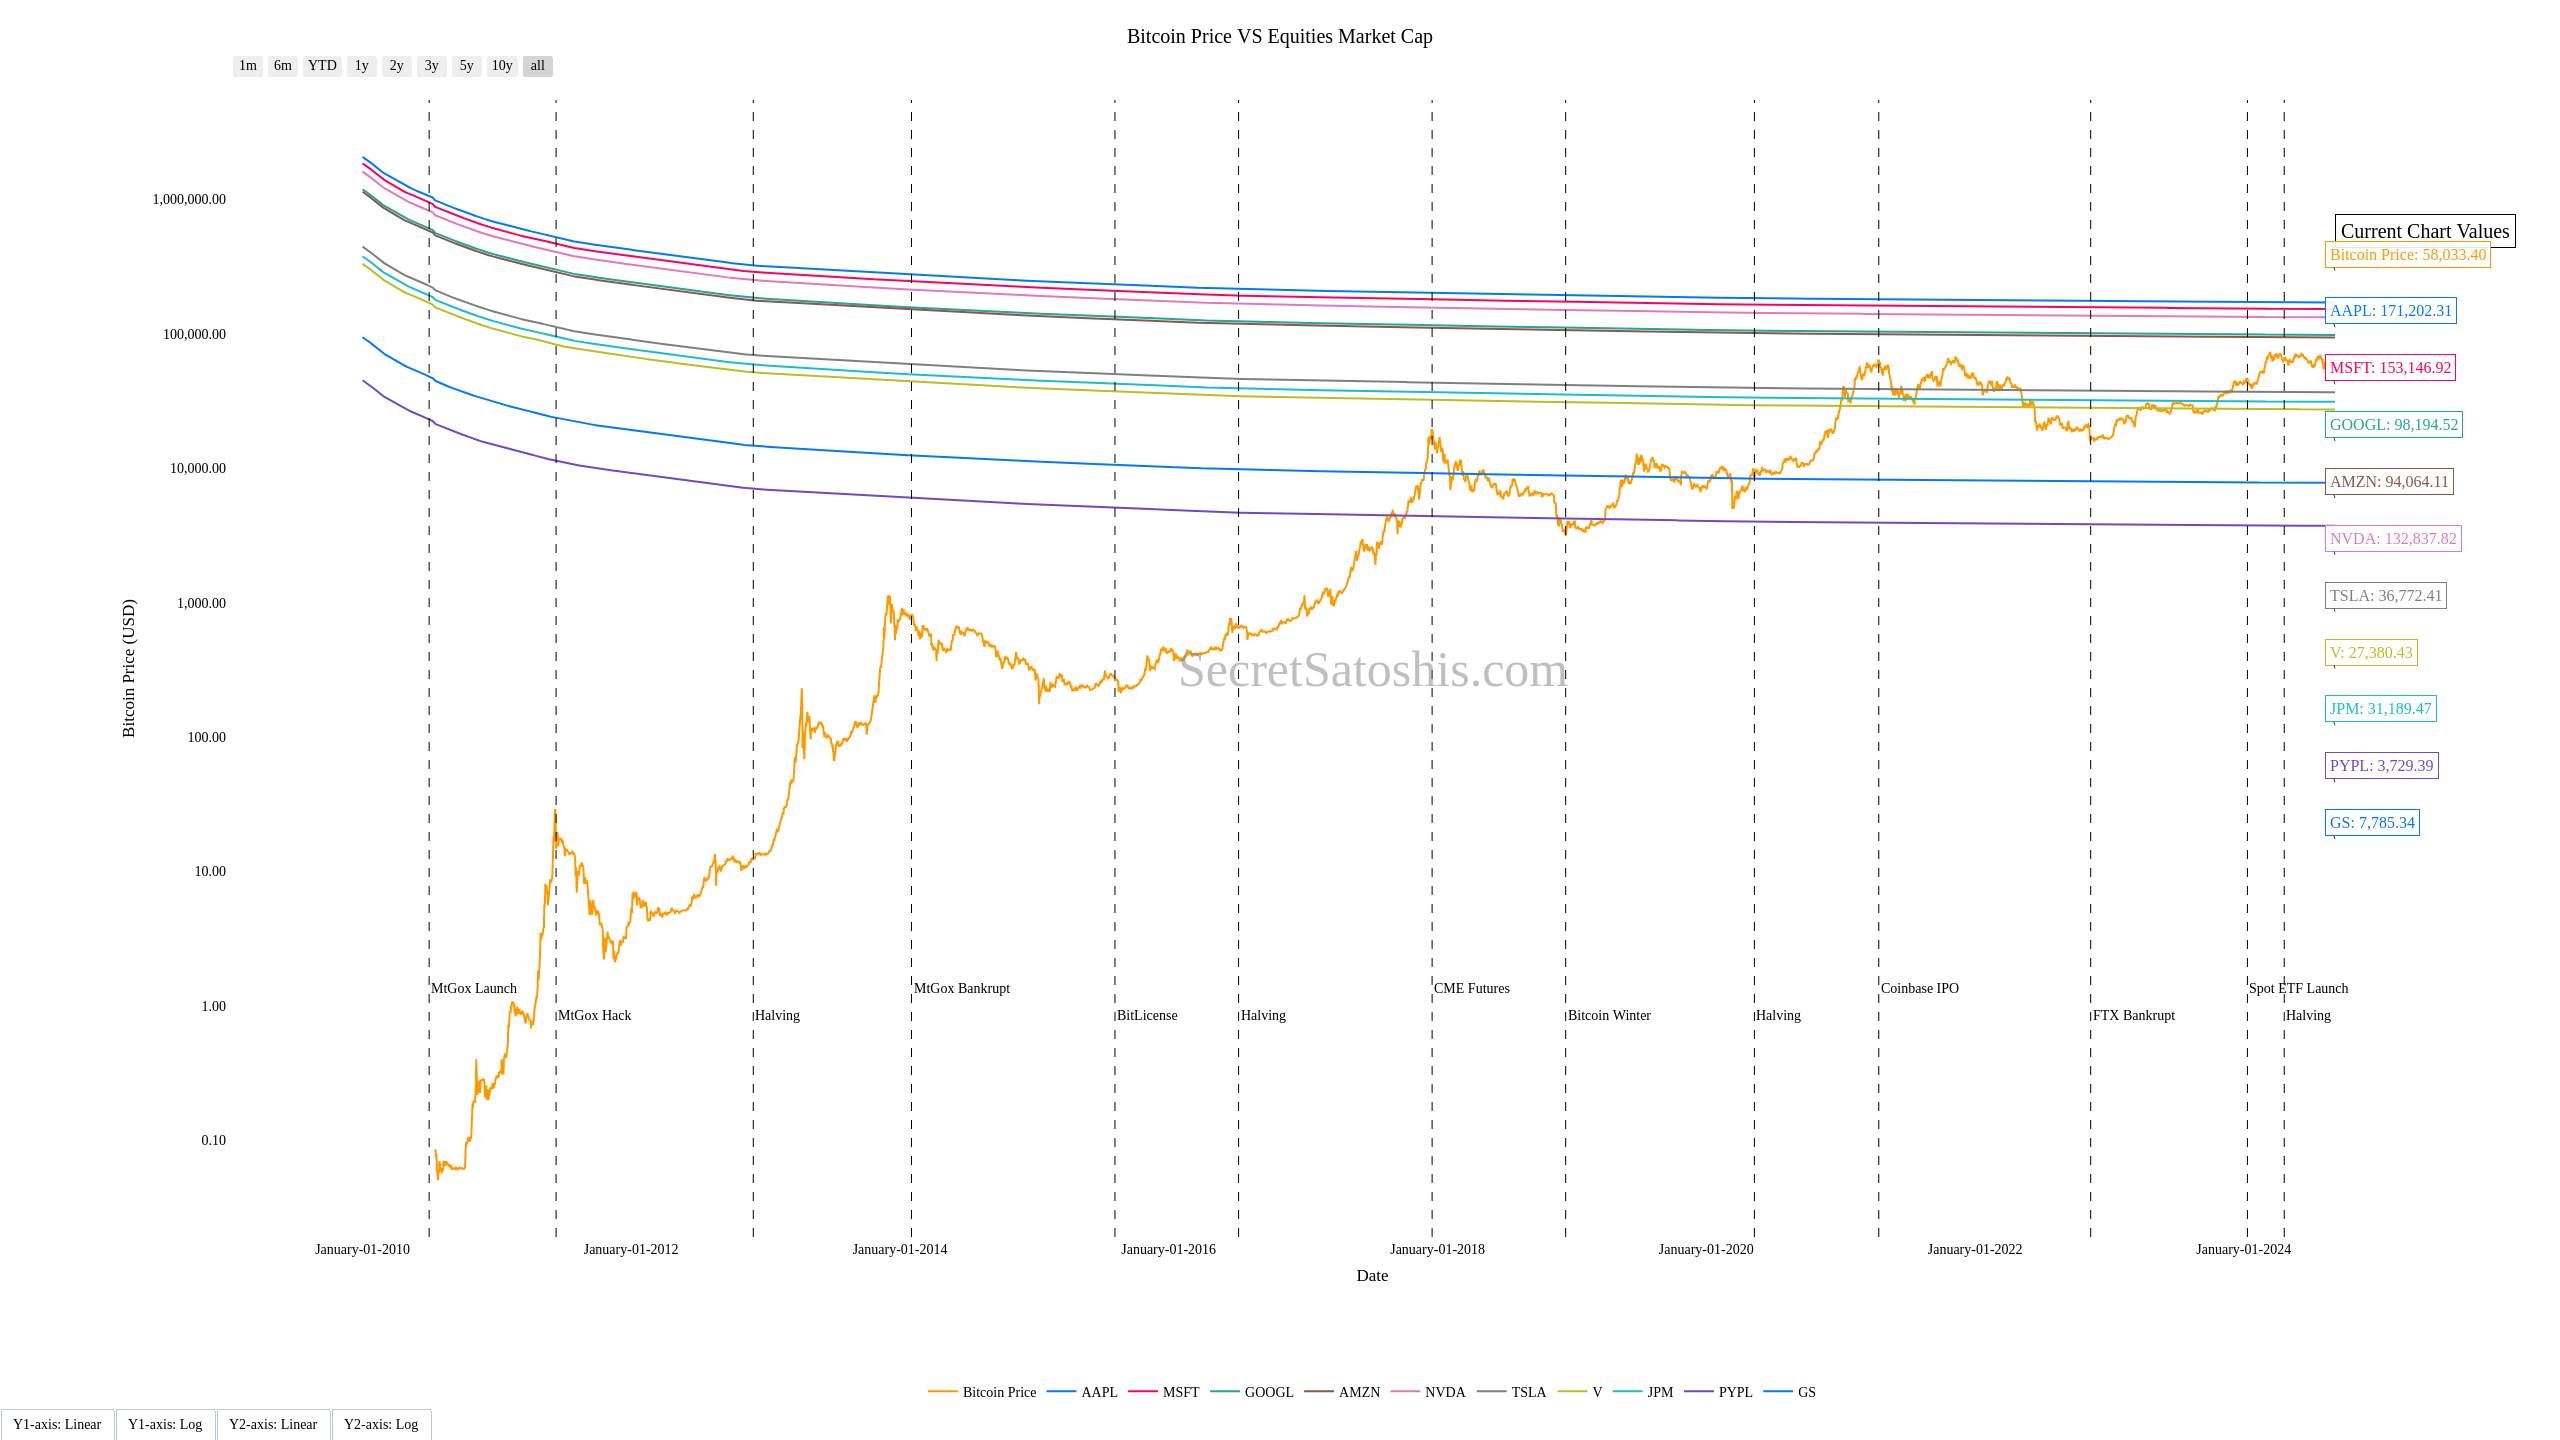 Bitcoin Price VS Equities Market Cap
1m 6m YTD 1y 2y 3y 5y 10y all
1,000,000.00
100,000.00
10,000.00
1,000.00
100.00
10.00
1.00
0.10
Bitcoin Price (USD)
Current Chart Values
Bitcoin Price: 58,033.40
AAPL: 171,202.31
MSFT: 153,146.92
GOOGL: 98,194.52
AMZN: 94,064.11
NVDA: 132,837.82
TSLA: 36,772.41
V: 27,380.43
JPM: 31,189.47
PYPL: 3,729.39
GS: 7,785.34
SecretSatoshis.com
MtGox Launch
MtGox Hack
Halving
MtGox Bankrupt
BitLicense
Halving
CME Futures
Bitcoin Winter
Halving
Coinbase IPO
FTX Bankrupt
Spot ETF Launch
Halving
January-01-2010 January-01-2012 January-01-2014 January-01-2016 January-01-2018 January-01-2020 January-01-2022 January-01-2024
Date
Bitcoin Price AAPL MSFT GOOGL AMZN NVDA TSLA V JPM PYPL GS
Y1-axis: Linear Y1-axis: Log Y2-axis: Linear Y2-axis: Log